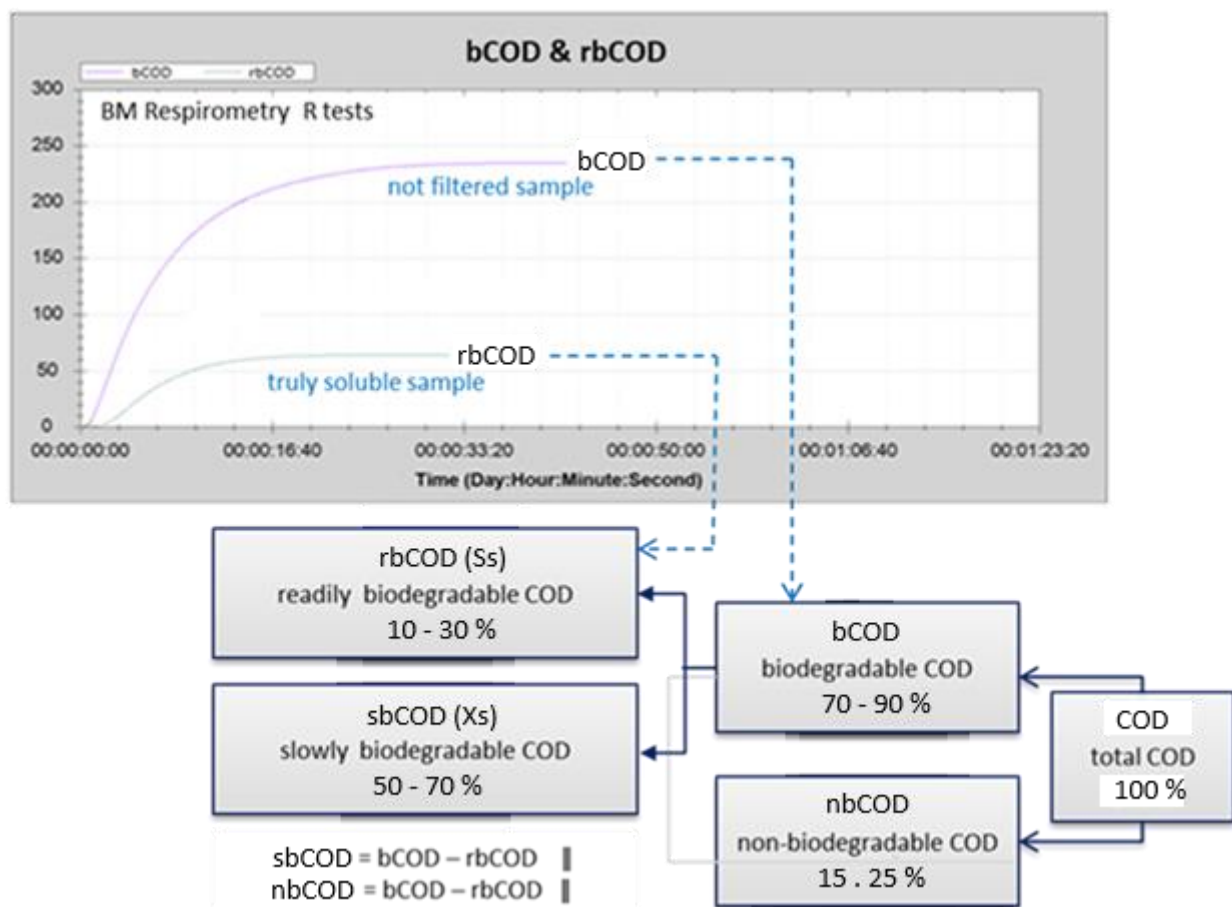 bCOD & rbCOD
bCOD rbCOD
300
BM Respirometry R tests
250
bCOD
not filtered sample
200
150
100
rbCOD
50
truly soluble sample
0
00:00:00:00 00:00:16:40 00:00:33:20 00:00:50:00 00:01:06:40 00:01:23:20
Time (Day:Hour:Minute:Second)
rbCOD (Ss)
readily biodegradable COD
10 - 30 %
sbCOD (Xs)
slowly biodegradable COD
50 - 70 %
bCOD
biodegradable COD
70 - 90 %
COD
total COD
100 %
nbCOD
non-biodegradable COD
15 . 25 %
sbCOD = bCOD – rbCOD
nbCOD = bCOD – rbCOD